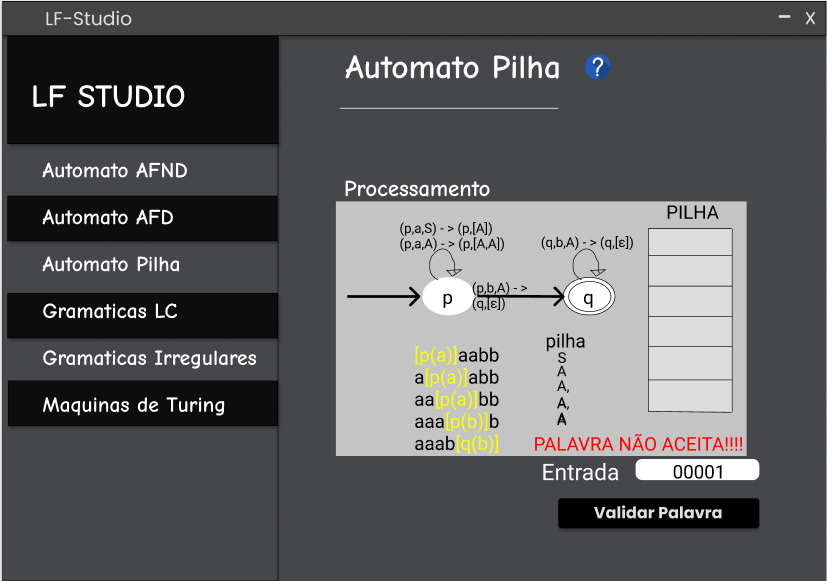 LF-Studio
LF STUDIO
Automato AFND
Automato AFD
Automato Pilha
Gramaticas LC
Gramaticas Irregulares
Maquinas de Turing
Automato Pilha ?
Processamento
PILHA
(p,a,S) - > (p,[A])
(p,a,A) - > (p,[A,A])
(q,b,A) - > (q,[ε])
p
(p,b,A) - >
(q,[ε])
q
[p(a)]aabb
a[p(a)]abb
aa[p(a)]bb
aaa[p(b)]b
aaab[q(b)]
pilha
S
A
A,
A,
A
PALAVRA NÃO ACEITA!!!!
Entrada 00001
Validar Palavra